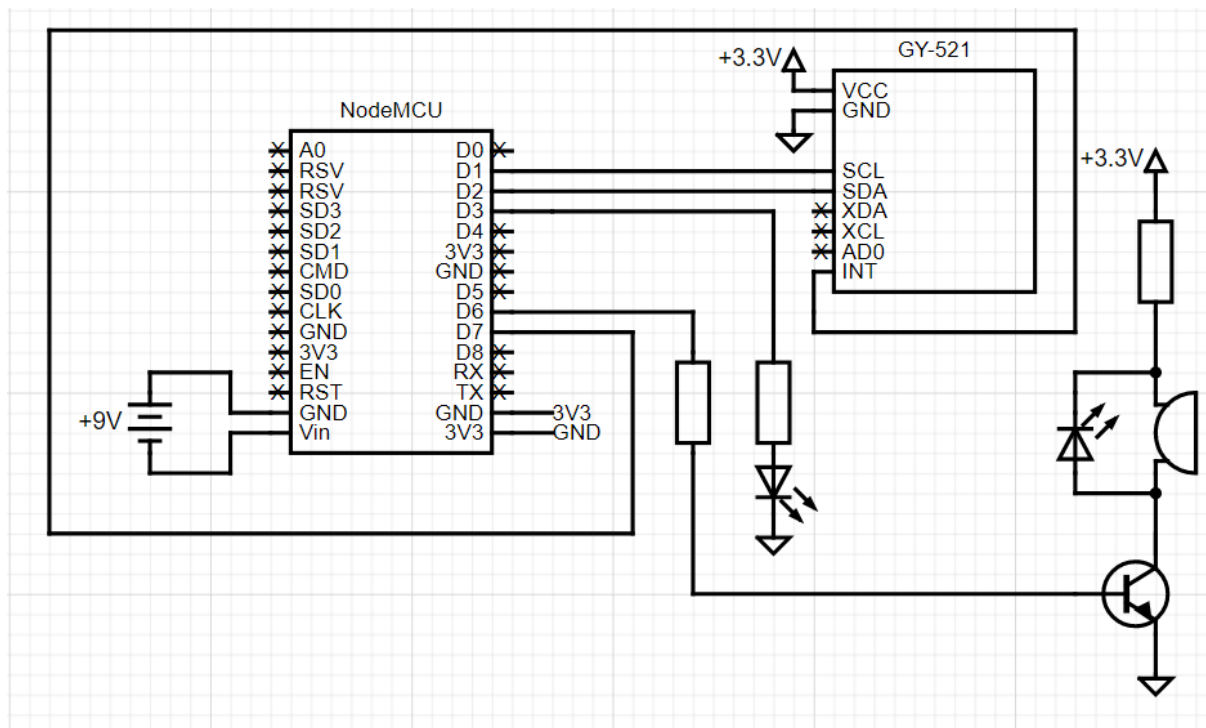 GY-521
+3.3V
VCC
GND
NodeMCU
A0 D0
RSV D1 SCL
RSV D2 SDA
SD3 D3 XDA
SD2 D4 XCL
SD1 3V3 AD0
CMD GND INT
SD0 D5
CLK D6
GND D7
3V3 D8
EN RX
RST TX
GND GND 3V3
Vin 3V3 GND
+9V
+3.3V